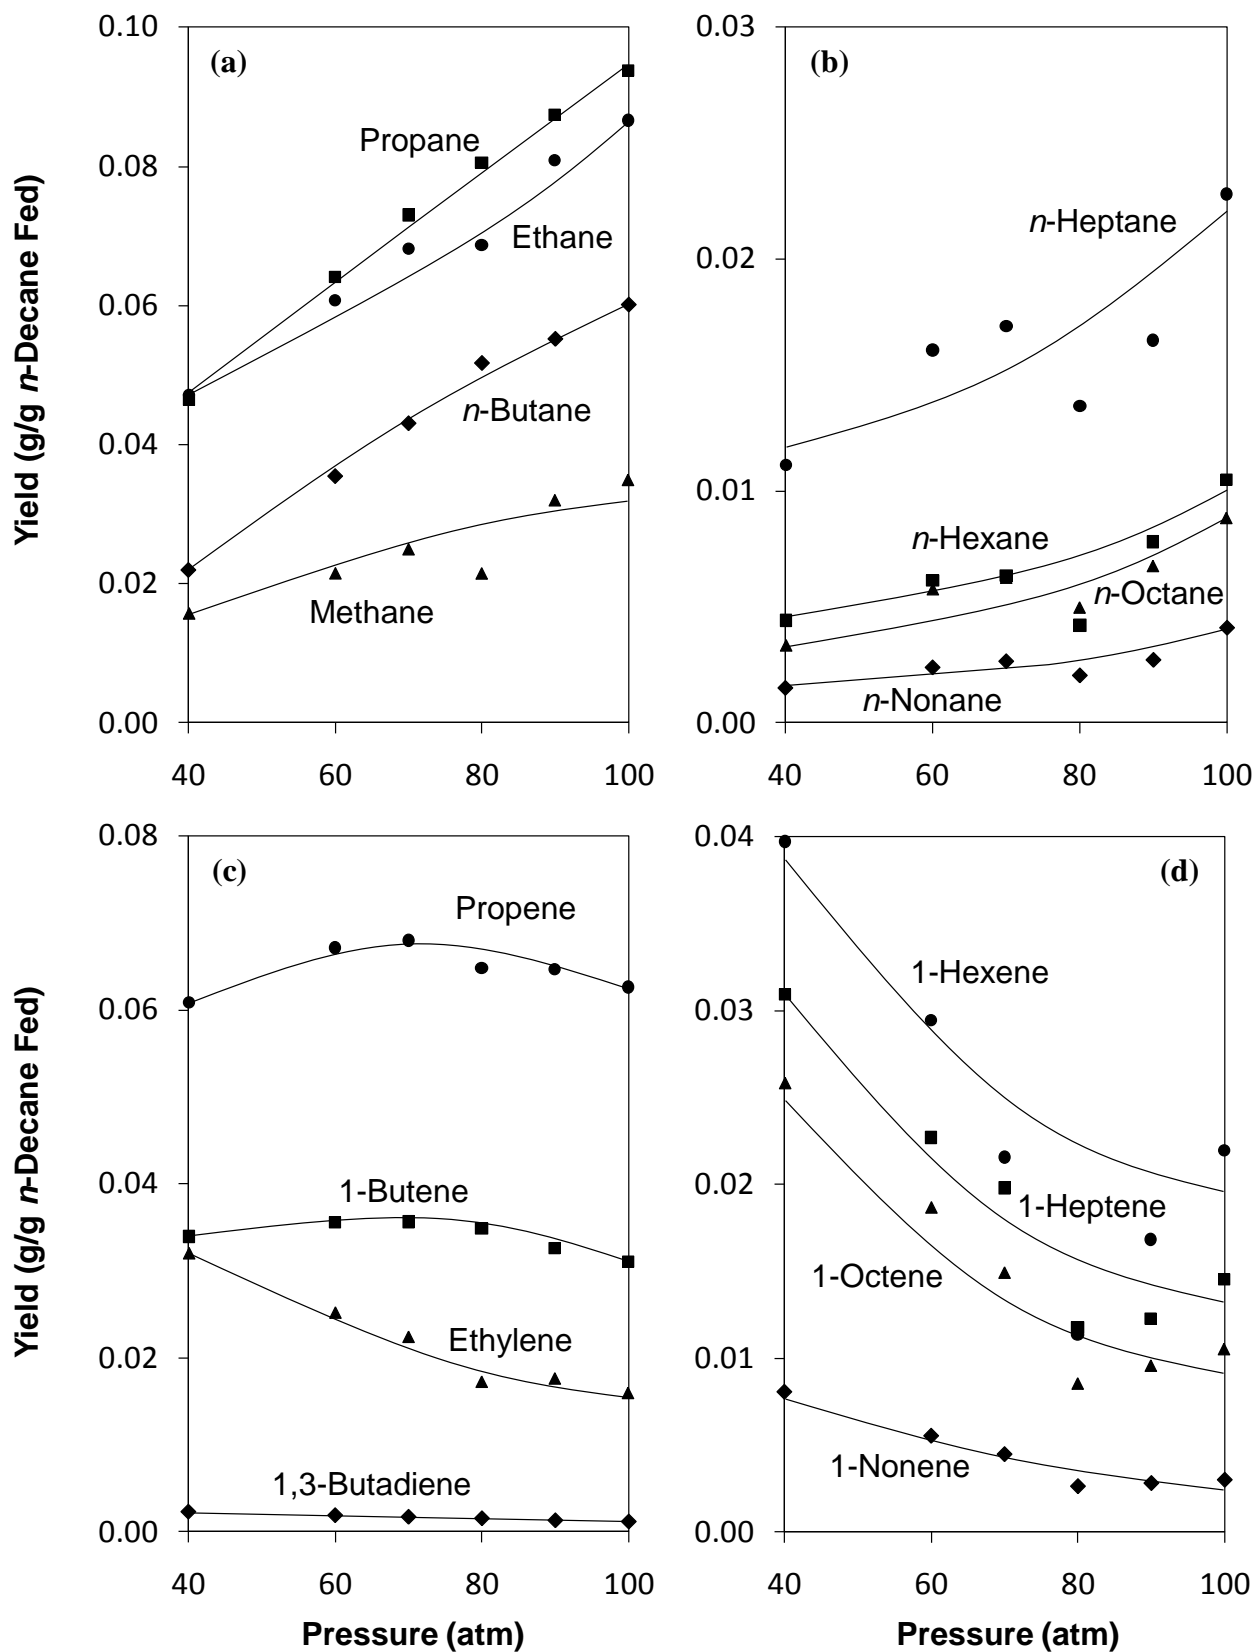 Yield (g/g n-Decane Fed)
0.10
0.08
0.06
0.04
0.02
0.00
(a)
Propane
Ethane
n-Butane
Methane
40
60
80
100
0.03
0.02
0.01
0.00
(b)
n-Heptane
n-Hexane
n-Octane
n-Nonane
40
60
80
100
Yield (g/g n-Decane Fed)
0.08
0.06
0.04
0.02
0.00
(c)
Propene
1-Butene
Ethylene
1,3-Butadiene
40
60
80
100
Pressure (atm)
0.04
0.03
0.02
0.01
0.00
(d)
1-Hexene
1-Heptene
1-Octene
1-Nonene
40
60
80
100
Pressure (atm)